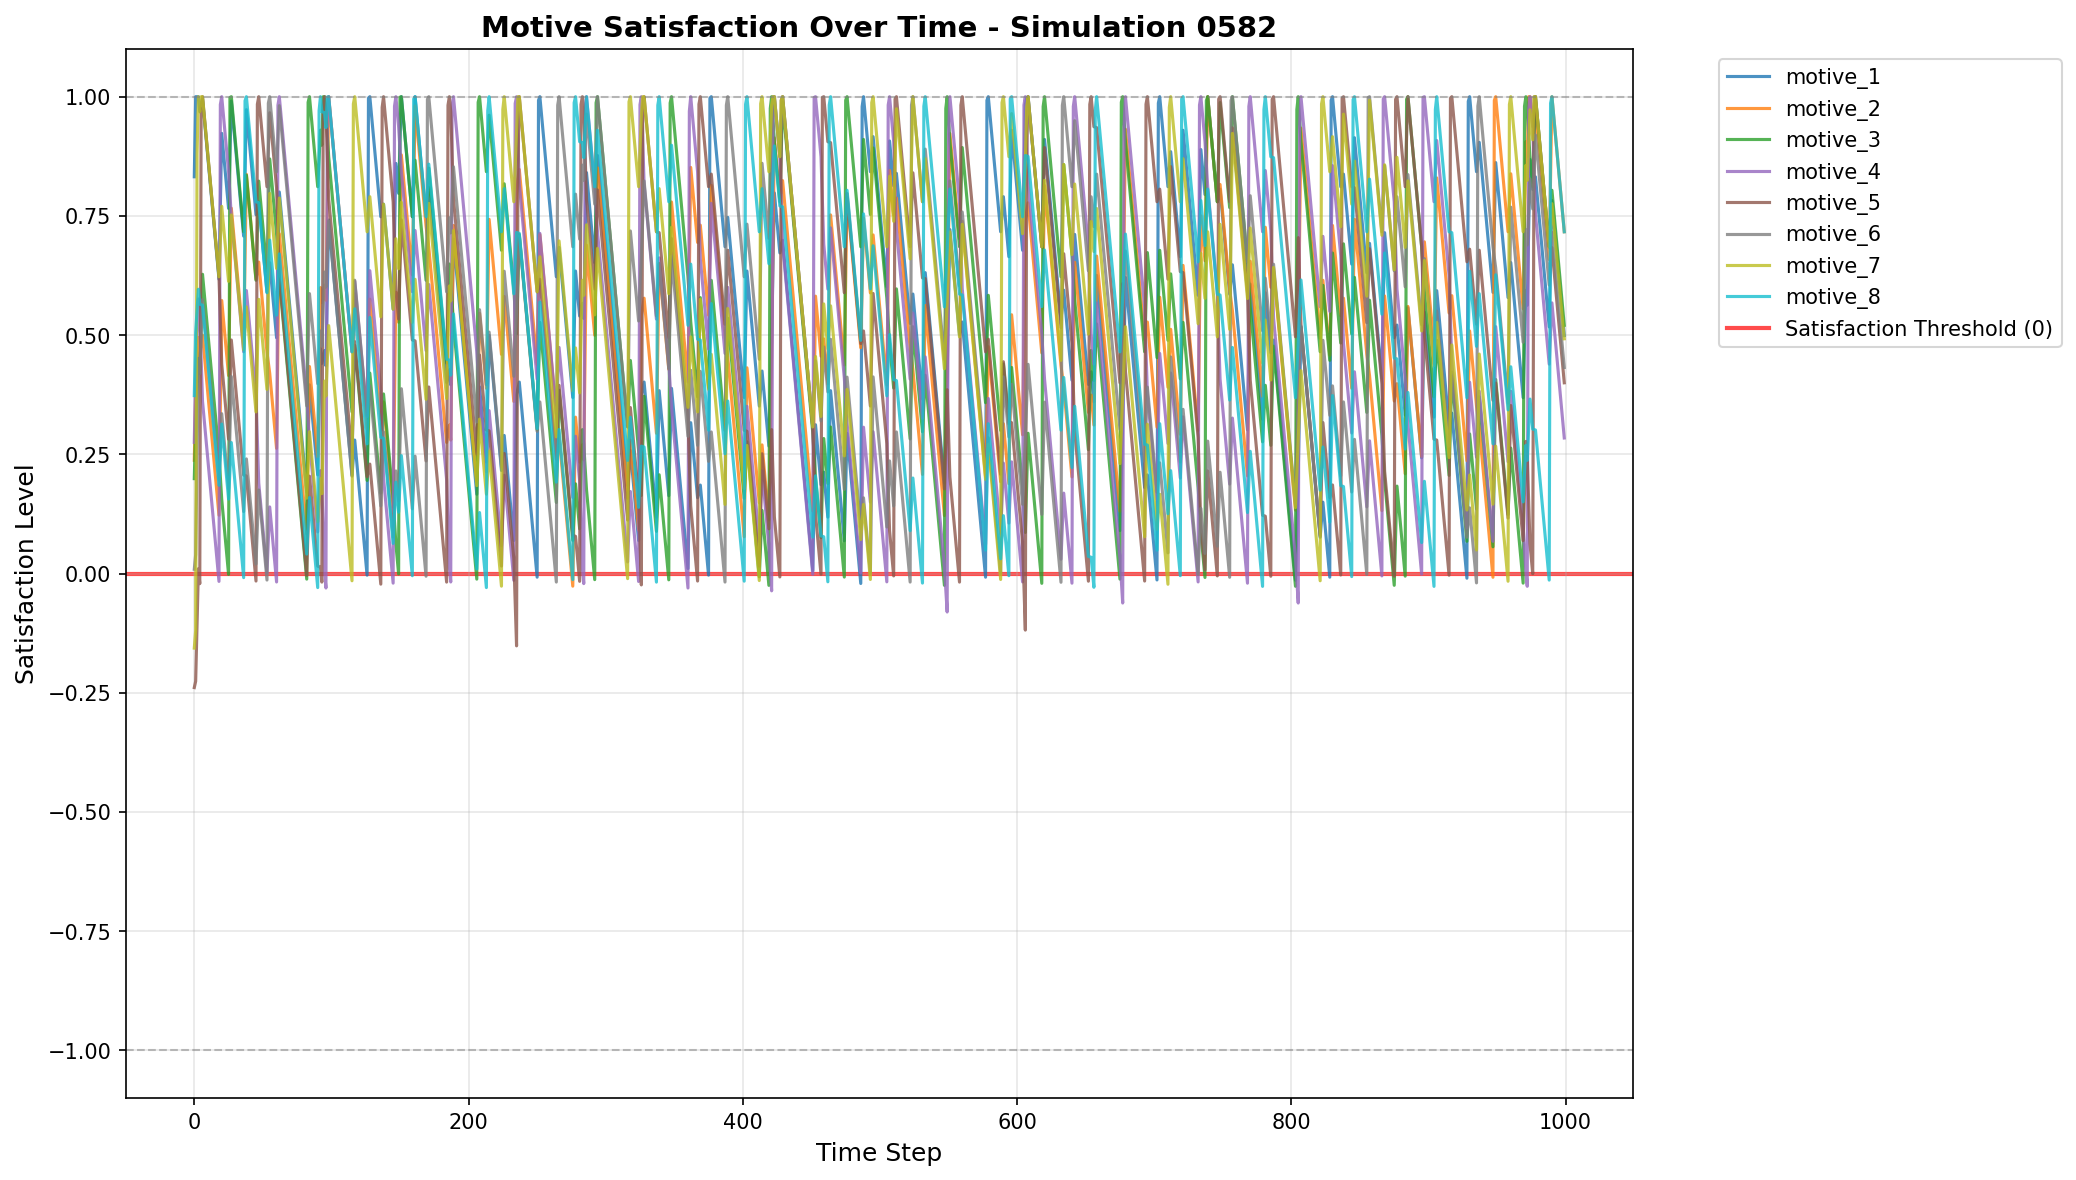 Motive Satisfaction Over Time - Simulation 0582
motive_1
motive_2
motive_3
motive_4
motive_5
motive_6
motive_7
motive_8
Satisfaction Threshold (0)
Satisfaction Level
1.00
0.75
0.50
0.25
0.00
−0.25
−0.50
−0.75
−1.00
0 200 400 600 800 1000
Time Step